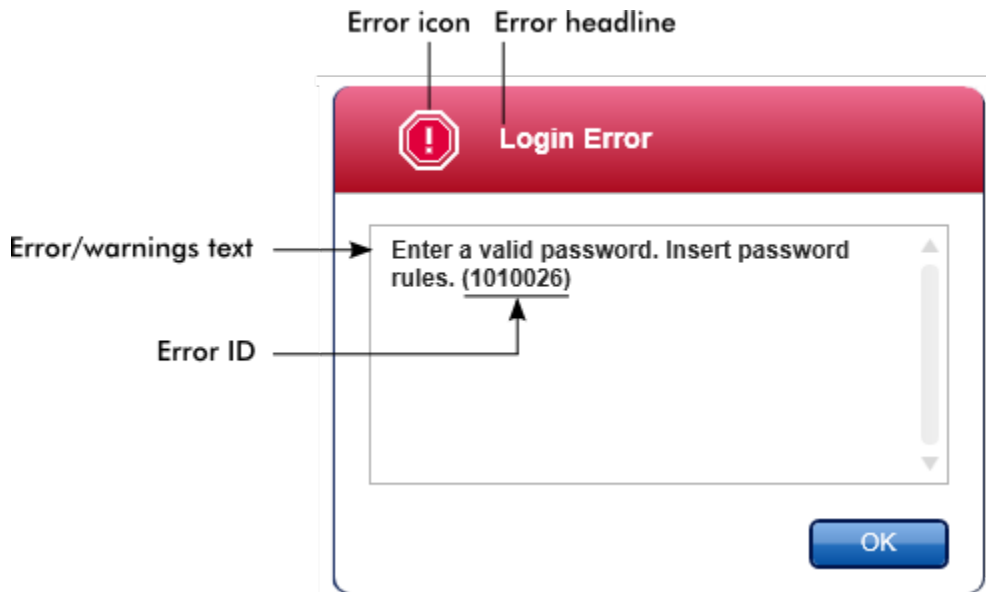 Error icon Error headline
Login Error
Error/warnings text
Enter a valid password. Insert password
rules. (1010026)
Error ID
OK